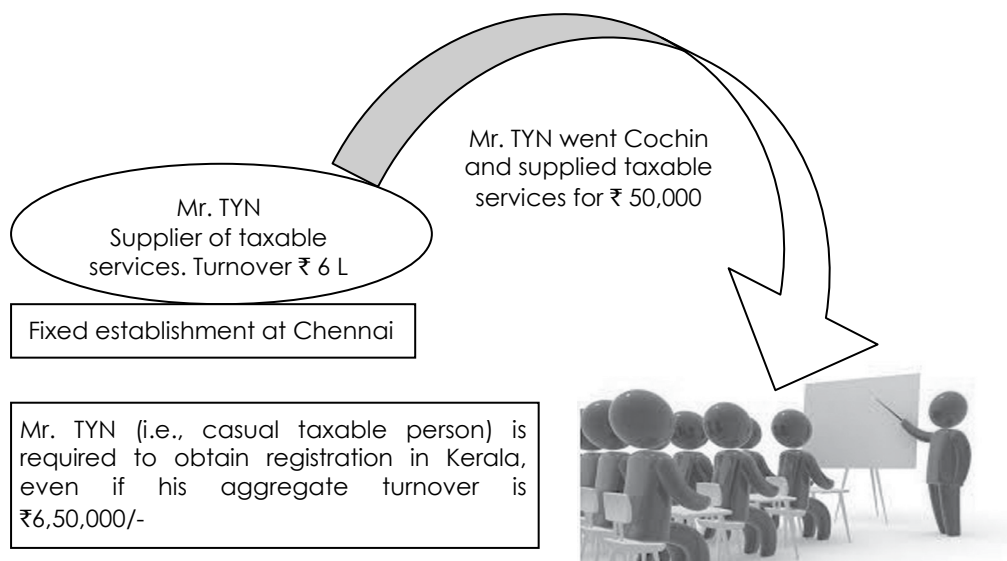 Mr. TYN went Cochin
and supplied taxable
services for ₹ 50,000
Mr. TYN
Supplier of taxable
services. Turnover ₹ 6 L
Fixed establishment at Chennai
Mr. TYN (i.e., casual taxable person) is
required to obtain registration in Kerala,
even if his aggregate turnover is
₹6,50,000/-